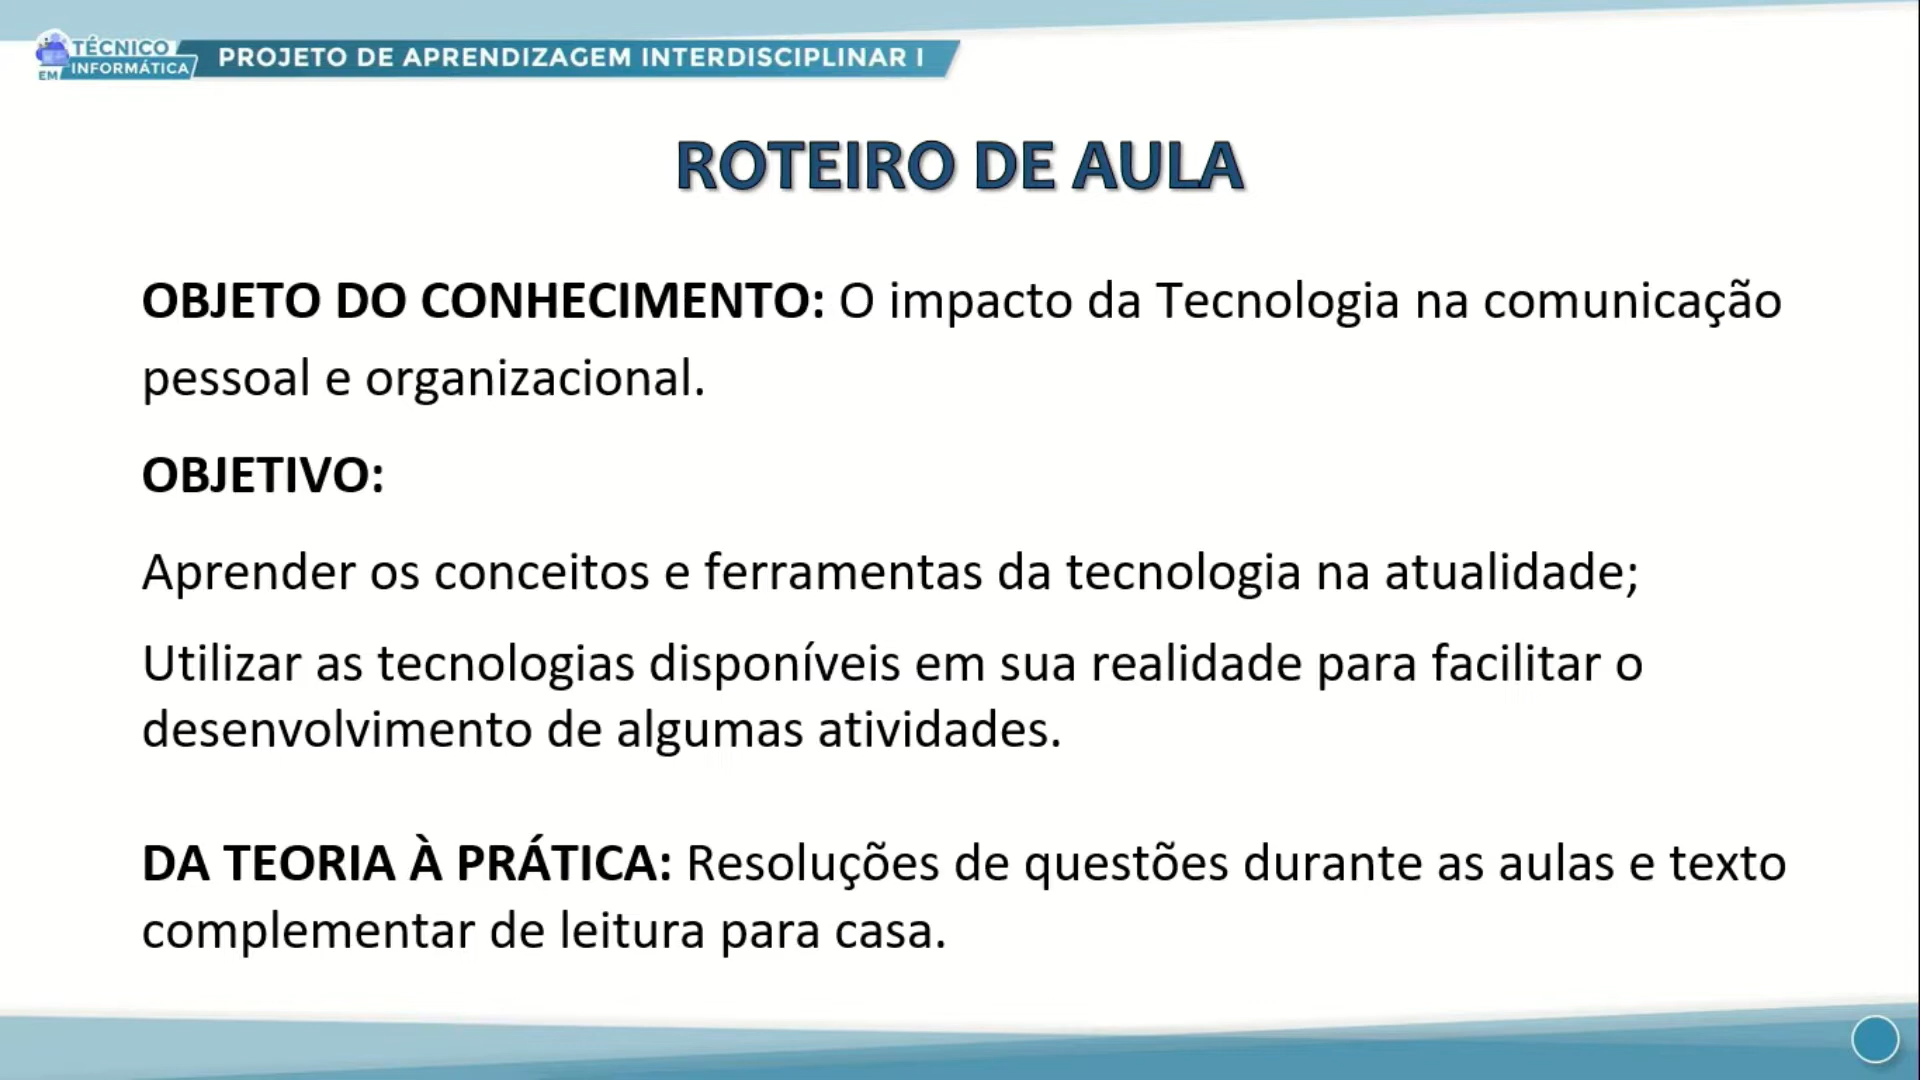 TÉCNICO
EM INFORMÁTICA
PROJETO DE APRENDIZAGEM INTERDISCIPLINAR I
ROTEIRO DE AULA
OBJETO DO CONHECIMENTO: O impacto da Tecnologia na comunicação
pessoal e organizacional.
OBJETIVO:
Aprender os conceitos e ferramentas da tecnologia na atualidade;
Utilizar as tecnologias disponíveis em sua realidade para facilitar o
desenvolvimento de algumas atividades.
DA TEORIA À PRÁTICA: Resoluções de questões durante as aulas e texto
complementar de leitura para casa.